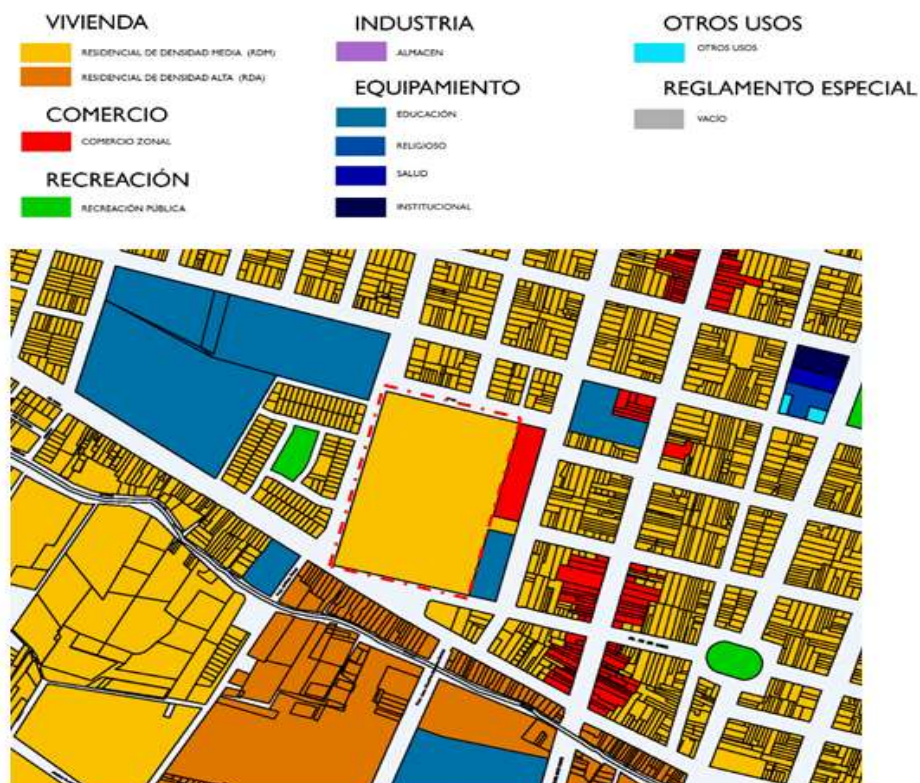 VIVIENDA
RESIDENCIAL DE DENSIDAD MEDIA (RDM)
RESIDENCIAL DE DENSIDAD ALTA (RDA)
COMERCIO
COMERCIO ZONAL
RECREACIÓN
RECREACIÓN PÚBLICA
INDUSTRIA
ALMACEN
EQUIPAMIENTO
EDUCACIÓN
RELIGIOSO
SALUD
INSTITUCIONAL
OTROS USOS
OTROS USOS
REGLAMENTO ESPECIAL
VACÍO